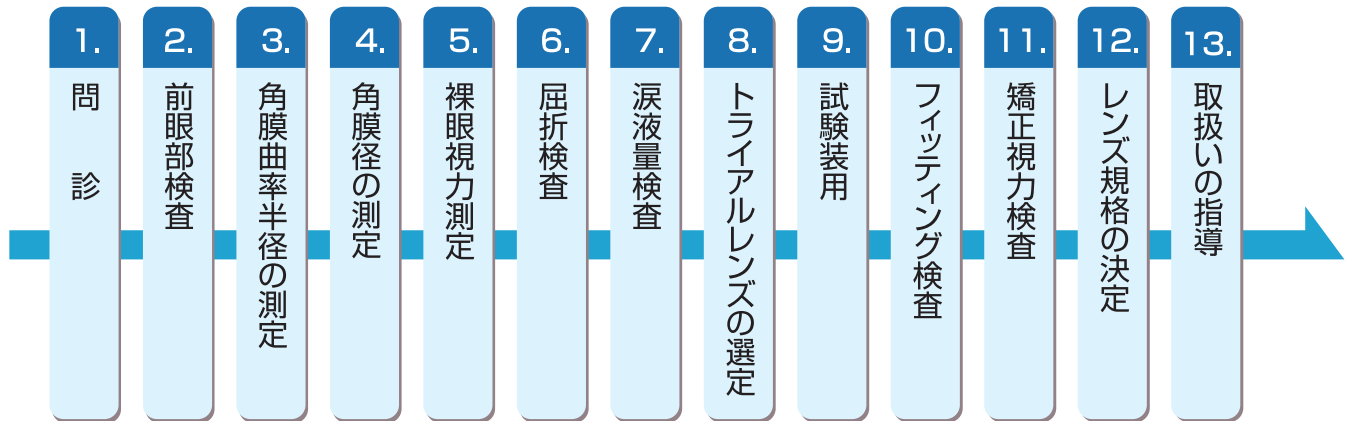 1.
問診
2.
前眼部検査
3.
角膜曲率半径の測定
4.
角膜径の測定
5.
裸眼視力測定
6.
屈折検査
7.
涙液量検査
8.
トライアルレンズの選定
9.
試験装用
10.
フィッティング検査
11.
矯正視力検査
12.
レンズ規格の決定
13.
取扱いの指導